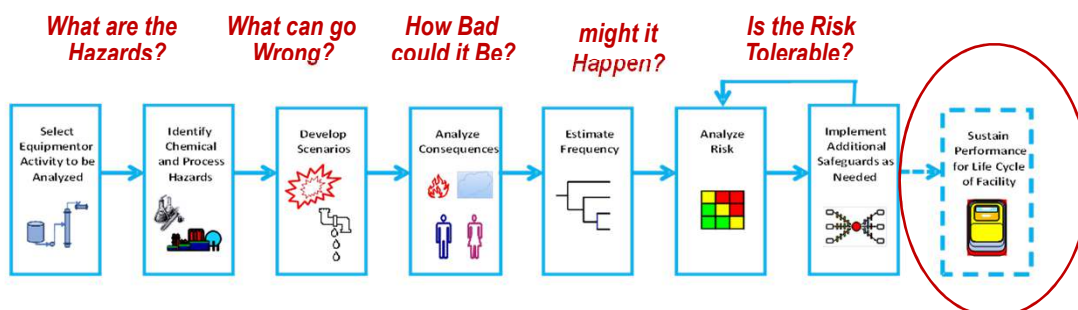 What are the
Hazards?
What can go
Wrong?
How Bad
could it Be?
might it
Happen?
Is the Risk
Tolerable?
Select
Equipmentor
Activity to be
Analyzed
Identify
Chemical
and Process
Hazards
Develop
Scenarios
Analyze
Consequences
Estimate
Frequency
Analyze
Risk
Implement
Additional
Safeguards as
Needed
Sustain
Performance
for Life Cycle
of Facility